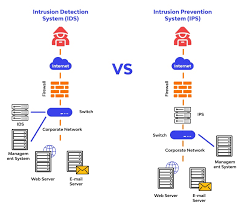 Intrusion Detection
System (IDS)
Internet
Firewall
IDS
Switch
Corporate Network
Managem
ent System
Web Server
E-mail
Server
VS
Intrusion Prevention
System (IPS)
Internet
Firewall
IPS
Switch
Corporate Network
Managem
ent System
Web Server
E-mail
Server